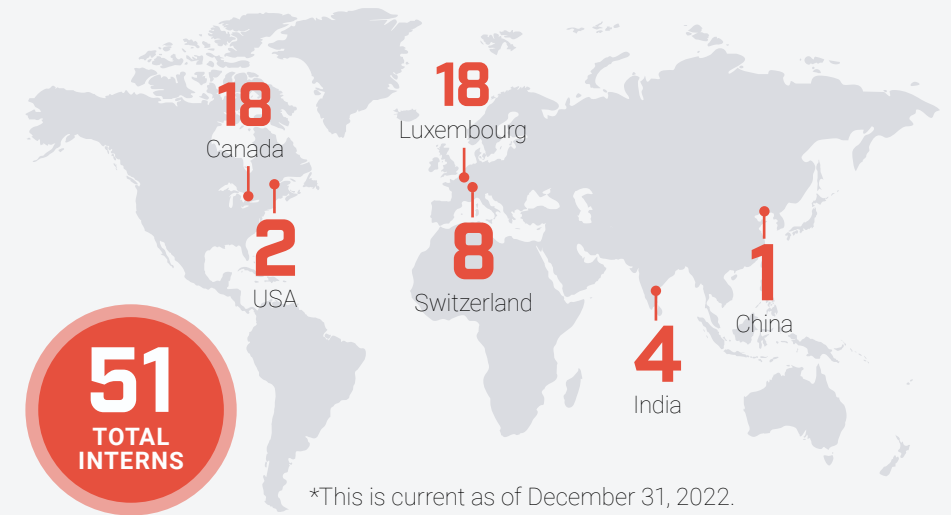 18
Canada
2
USA
18
Luxembourg
8
Switzerland
4
India
1
China
51
TOTAL
INTERNS
*This is current as of December 31, 2022.